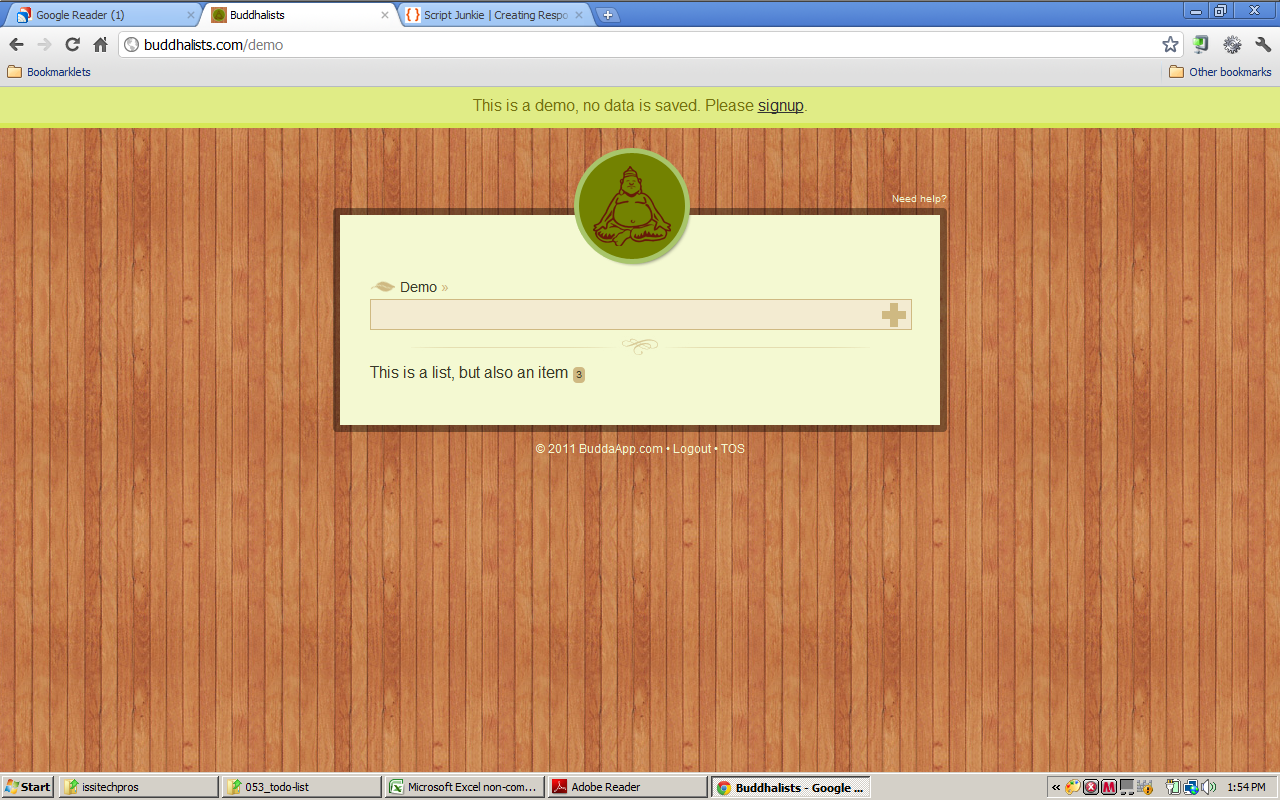 Google Reader (1)
Buddhalists
Script Junkie | Creating Respo
buddhalists.com/demo
Bookmarklets
Other bookmarks
This is a demo, no data is saved. Please signup.
Need help?
Demo »
This is a list, but also an item 3
© 2011 BuddaApp.com • Logout • TOS
Start
issitechpros
053_todo-list
Microsoft Excel non-com...
Adobe Reader
Buddhalists - Google ...
«
1:54 PM